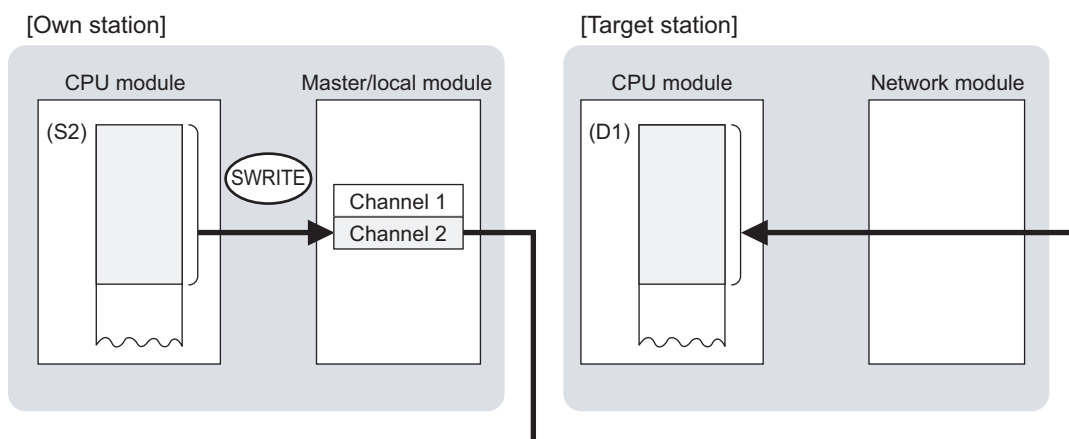 [Own station]
[Target station]
CPU module
Master/local module
CPU module
Network module
(S2)
SWRITE
Channel 1
Channel 2
(D1)